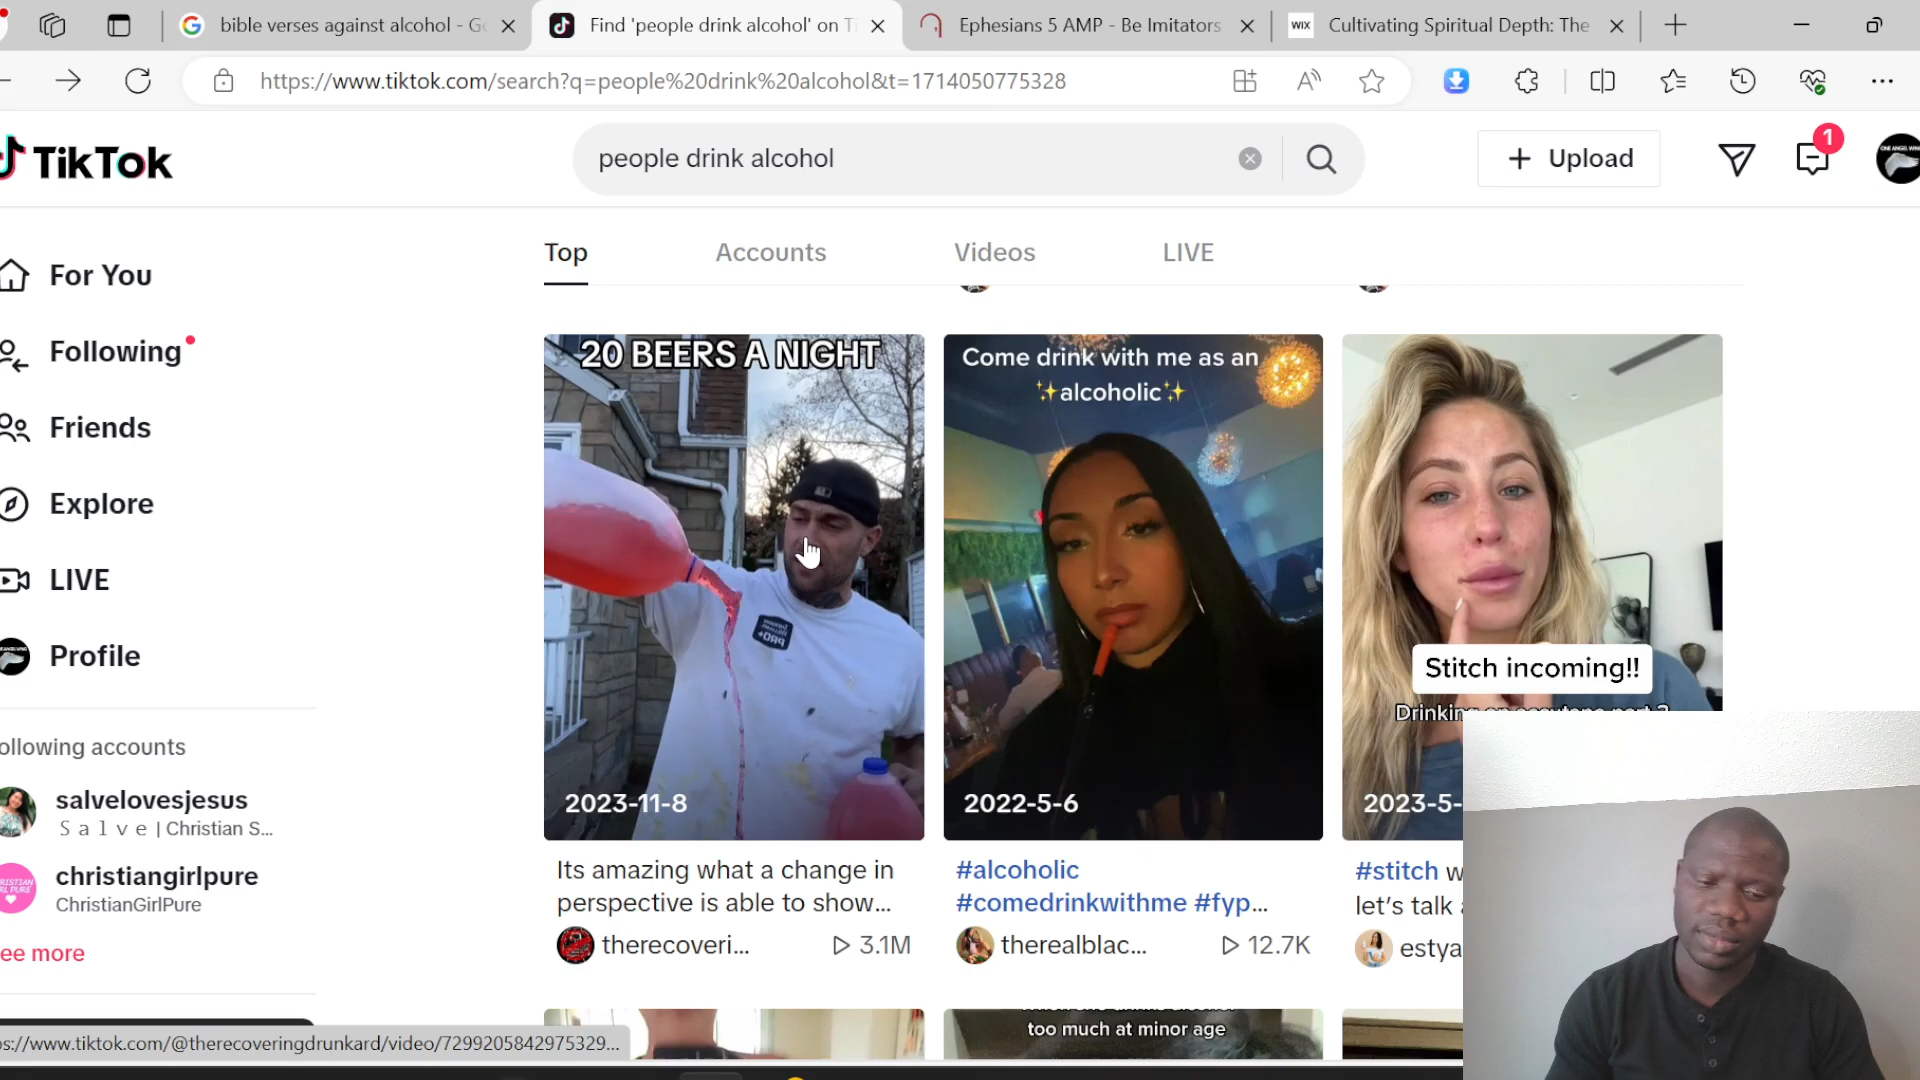 bible verses against alcohol - Go
Find 'people drink alcohol' on Ti
Ephesians 5 AMP - Be Imitators
WIX
Cultivating Spiritual Depth: The
https://www.tiktok.com/search?q=people%20drink%20alcohol&t=1714050775328
TikTok
people drink alcohol
Upload
1
Top
Accounts
Videos
LIVE
For You
Following
Friends
Explore
LIVE
Profile
ollowing accounts
salvelovesjesus
S a l v e | Christian S...
christiangirlpure
ChristianGirlPure
ee more
20 BEERS A NIGHT
2023-11-8
Its amazing what a change in
perspective is able to show...
therecoveri...
3.1M
Come drink with me as an
✨alcoholic✨
2022-5-6
#alcoholic
#comedrinkwithme #fyp...
therealblac...
12.7K
Stitch incoming!!
2023-5-
#stitch w
let's talk
estya
too much at minor age
s://www.tiktok.com/@therecoveringdrunkard/video/7299205842975329...